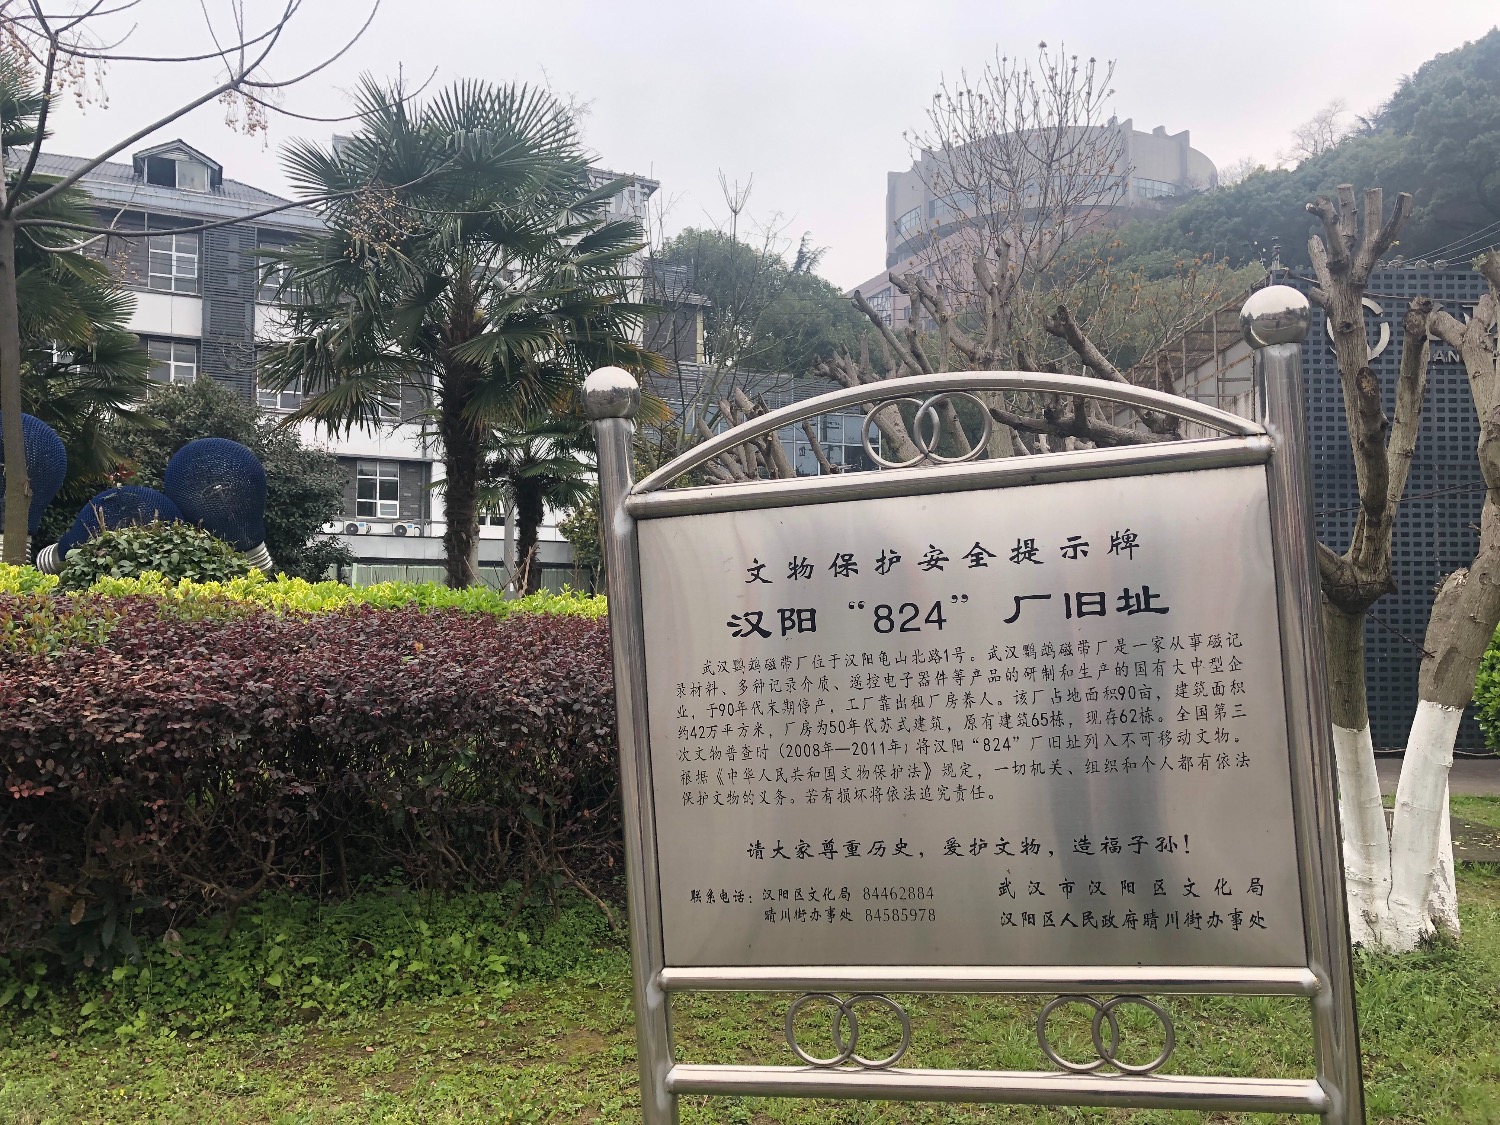 文物保护安全提示牌
汉阳“824”厂旧址
武汉鹦鹉磁带厂位于汉阳龟山北路1号。武汉鹦鹉磁带厂是一家从事磁记
录材料、多种记录介质、遥控电子器件等产品的研制和生产的国有大中型企
业，于90年代末期停产，工厂靠出租厂房养人。该厂占地面积90亩，建筑面积
约42万平方米，厂房为50年代苏式建筑，原有建筑65栋，现存62栋。全国第三
次文物普查时（2008年—2011年）将汉阳“824”厂旧址列入不可移动文物。
根据《中华人民共和国文物保护法》规定，一切机关、组织和个人都有依法
保护文物的义务。若有损坏将依法追究责任。
请大家尊重历史，爱护文物，造福子孙！
联系电话：汉阳区文化局 84462884
晴川街办事处 84585978
武汉市汉阳区文化局
汉阳区人民政府晴川街办事处